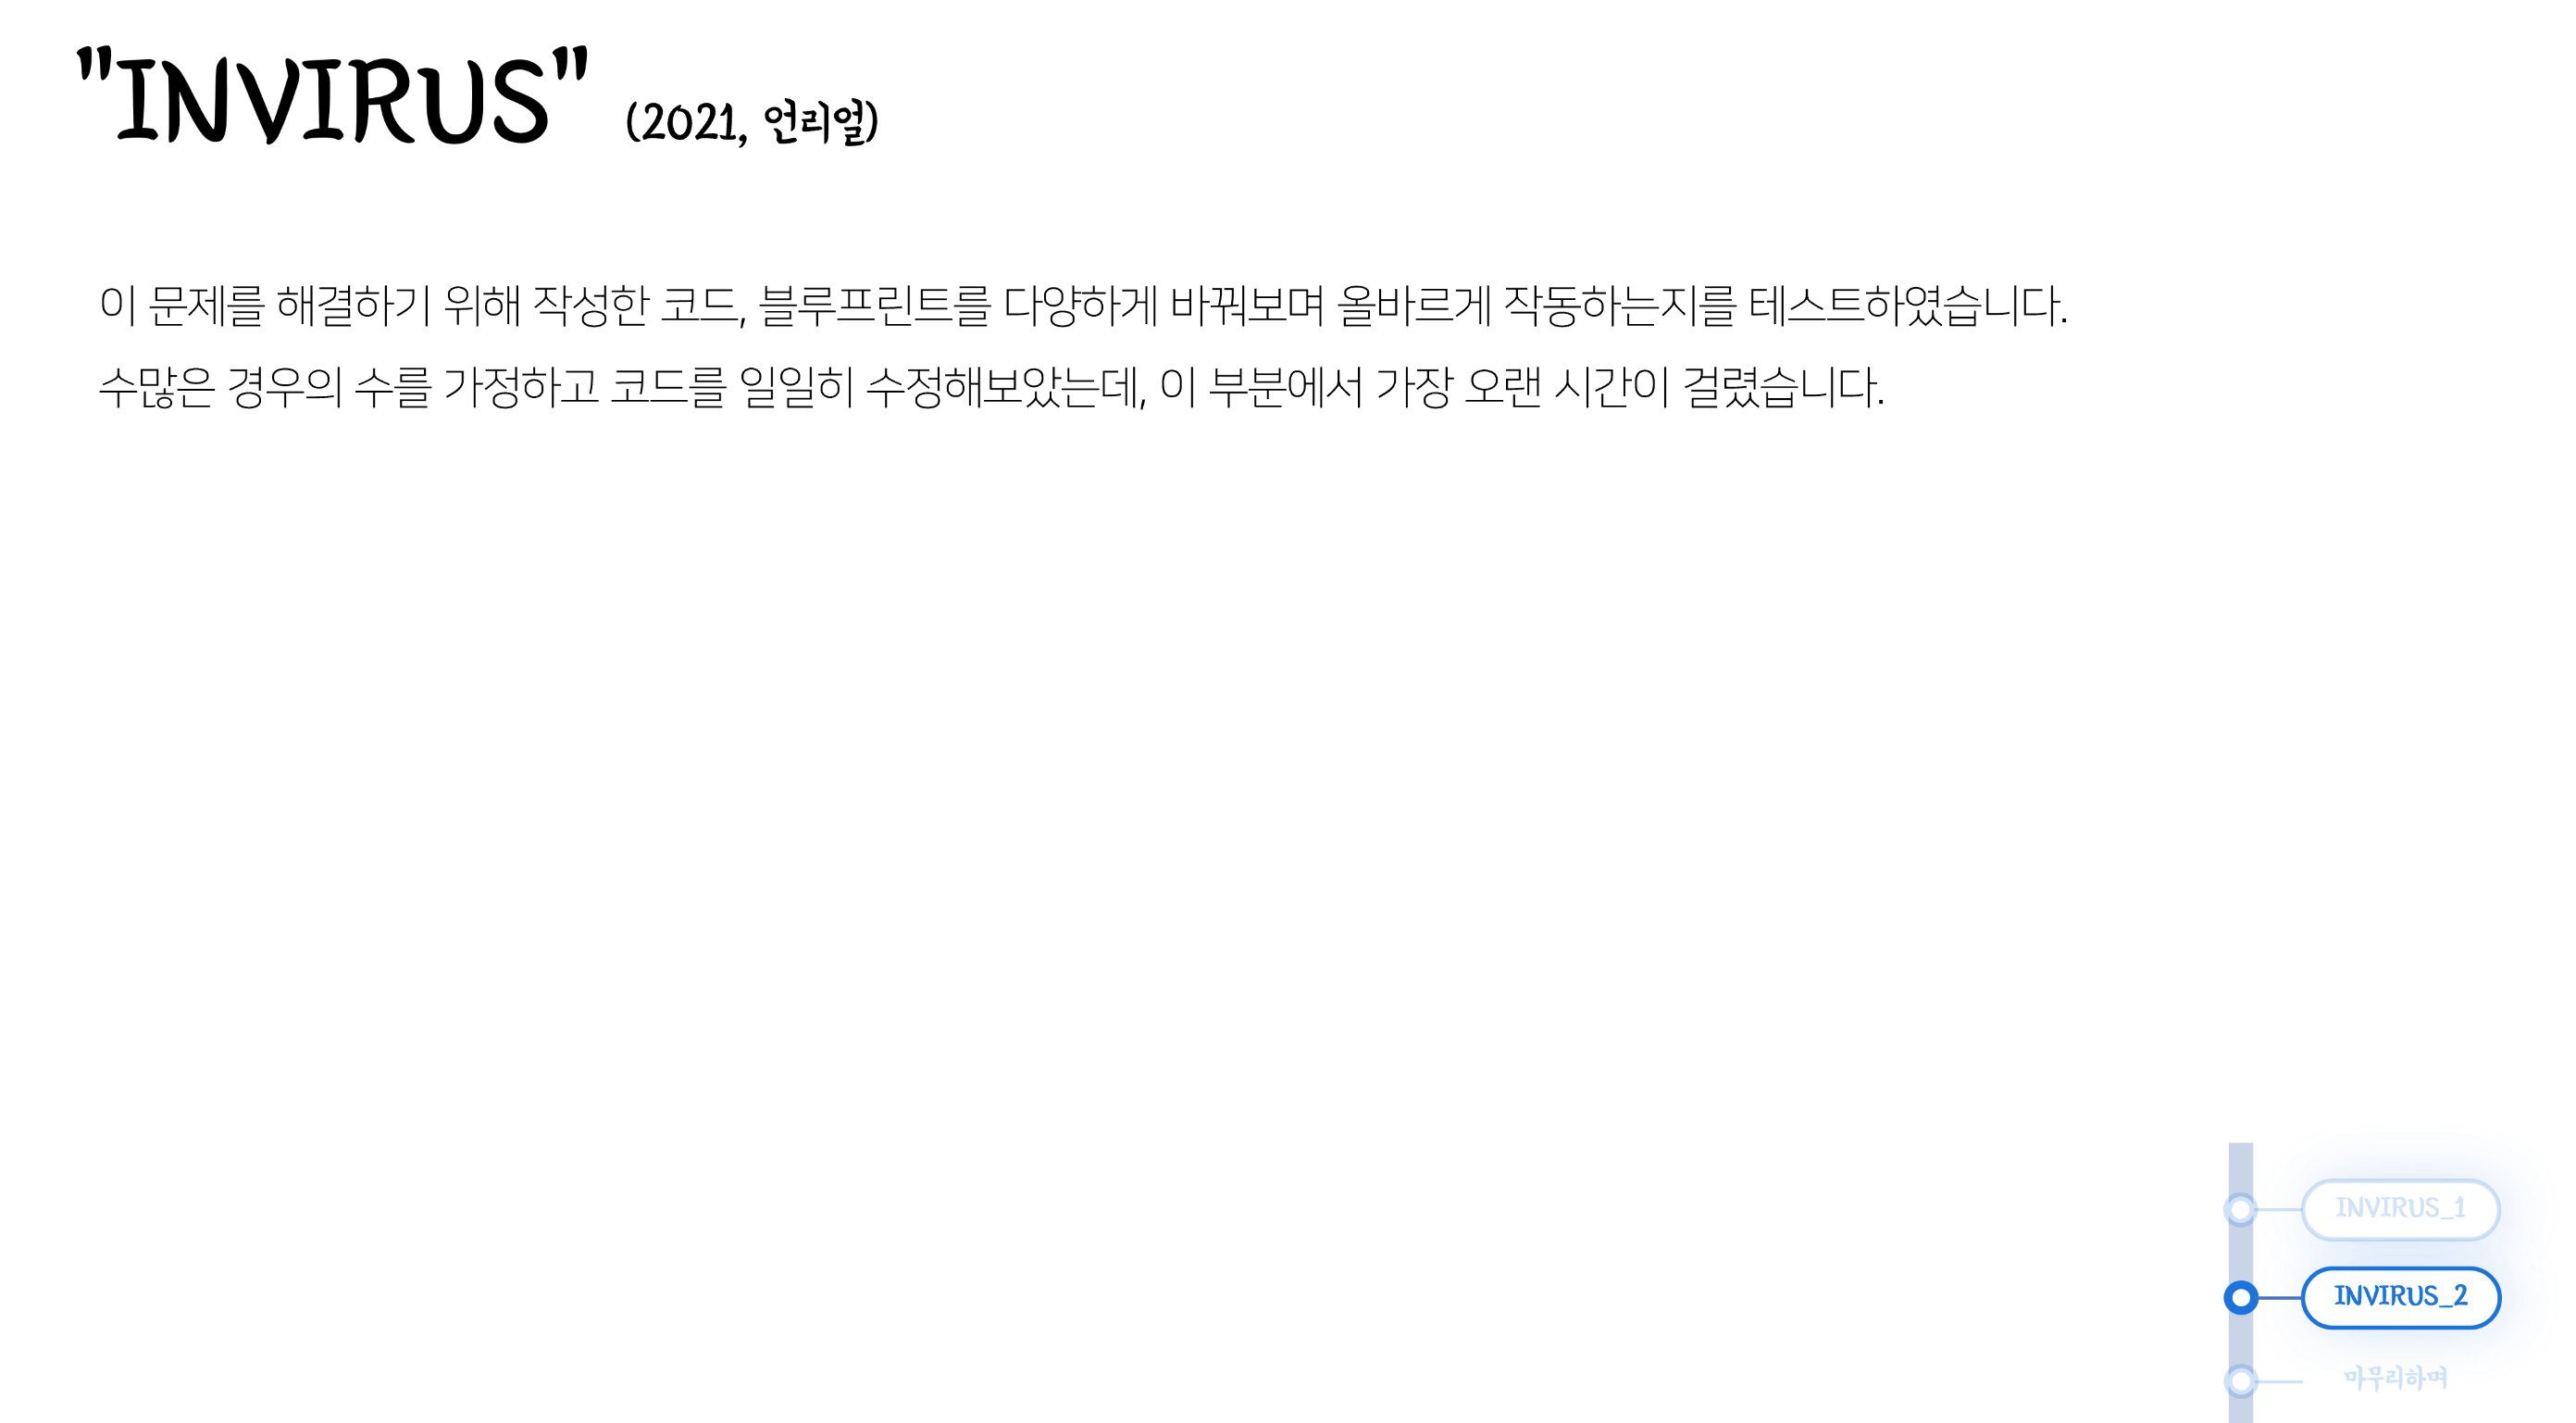 "INVIRUS" (2021, 언리얼)
이 문제를 해결하기 위해 작성한 코드, 블루프린트를 다양하게 바꿔보며 올바르게 작동하는지를 테스트하였습니다.
수많은 경우의 수를 가정하고 코드를 일일히 수정해보았는데, 이 부분에서 가장 오랜 시간이 걸렸습니다.
INVIRUS_1
INVIRUS_2
마무리하며